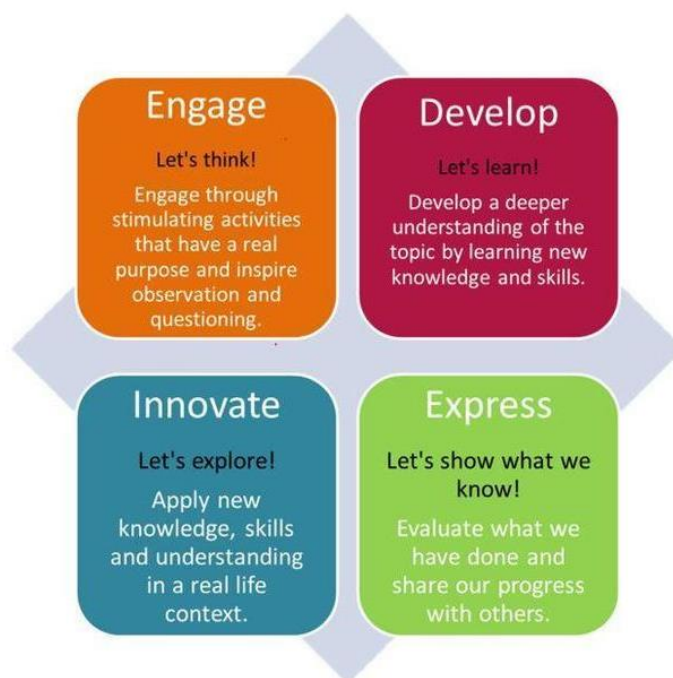 Engage
Let's think!
Engage through
stimulating activities
that have a real
purpose and inspire
observation and
questioning.
Develop
Let's learn!
Develop a deeper
understanding of the
topic by learning new
knowledge and skills.
Innovate
Let's explore!
Apply new
knowledge, skills
and understanding
in a real life
context.
Express
Let's show what we
know!
Evaluate what we
have done and
share our progress
with others.